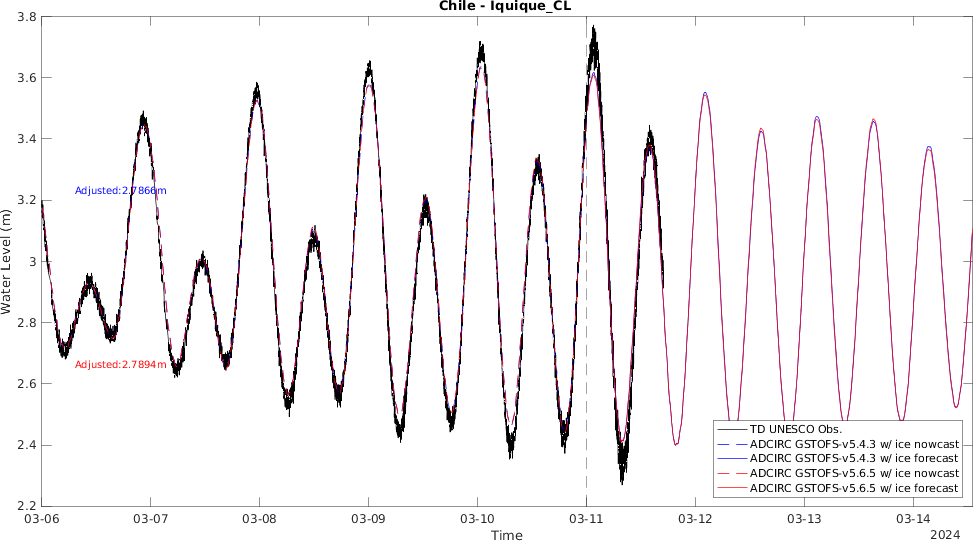 Chile - Iquique_CL
3.8
3.6
3.4
3.2
3
2.8
2.6
2.4
2.2
Water Level (m)
Adjusted:2.7866m
Adjusted:2.7894m
TD UNESCO Obs.
ADCIRC GSTOFS-v5.4.3 w/ ice nowcast
ADCIRC GSTOFS-v5.4.3 w/ ice forecast
ADCIRC GSTOFS-v5.6.5 w/ ice nowcast
ADCIRC GSTOFS-v5.6.5 w/ ice forecast
03-06 03-07 03-08 03-09 03-10 03-11 03-12 03-13 03-14
Time
2024